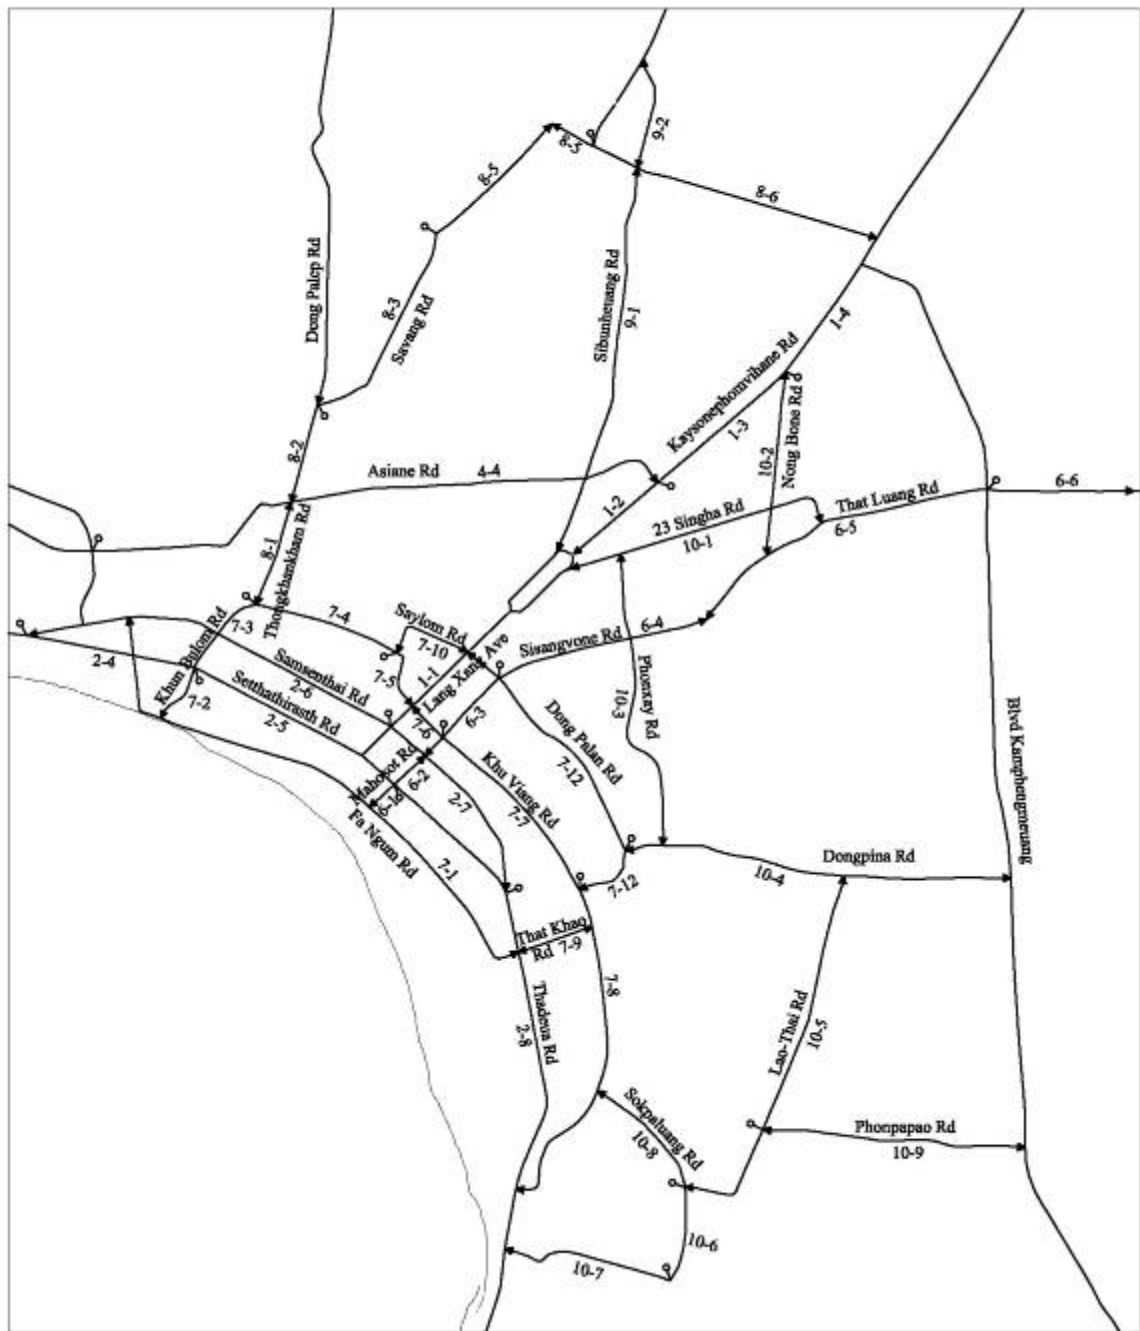 9-2
8-5
8-5
8-6
Dong Palep Rd
Sibunheuang Rd
8-3
Savang Rd
9-1
1-4
Kaysonephomvihane Rd
1-3
8-2
Asiane Rd
4-4
10-2
Nong Bone Rd
That Luang Rd
6-6
1-2
23 Singha Rd
10-1
6-5
8-1
Thongkhankham Rd
7-4
Saylom Rd
7-10
Sisangvone Rd
6-4
Khun Bulom Rd
7-3
2-4
7-5
1-1
Lang Xang Ave
Samsenthai Rd
2-6
7-2
Setthathirasth Rd
2-5
6-3
Phonxay Rd
10-3
Dong Palan Rd
7-12
7-6
Mahosot Rd
6-2
Khu Viang Rd
7-7
Blvd Kamphengmeuang
2-7
Fa Ngum Rd
7-1
Dongpina Rd
10-4
7-12
That Khao
Rd
7-9
7-8
Thadeua Rd
2-8
Lao-Thai Rd
10-5
Sokpaluang Rd
10-8
Phonpapao Rd
10-9
10-6
10-7